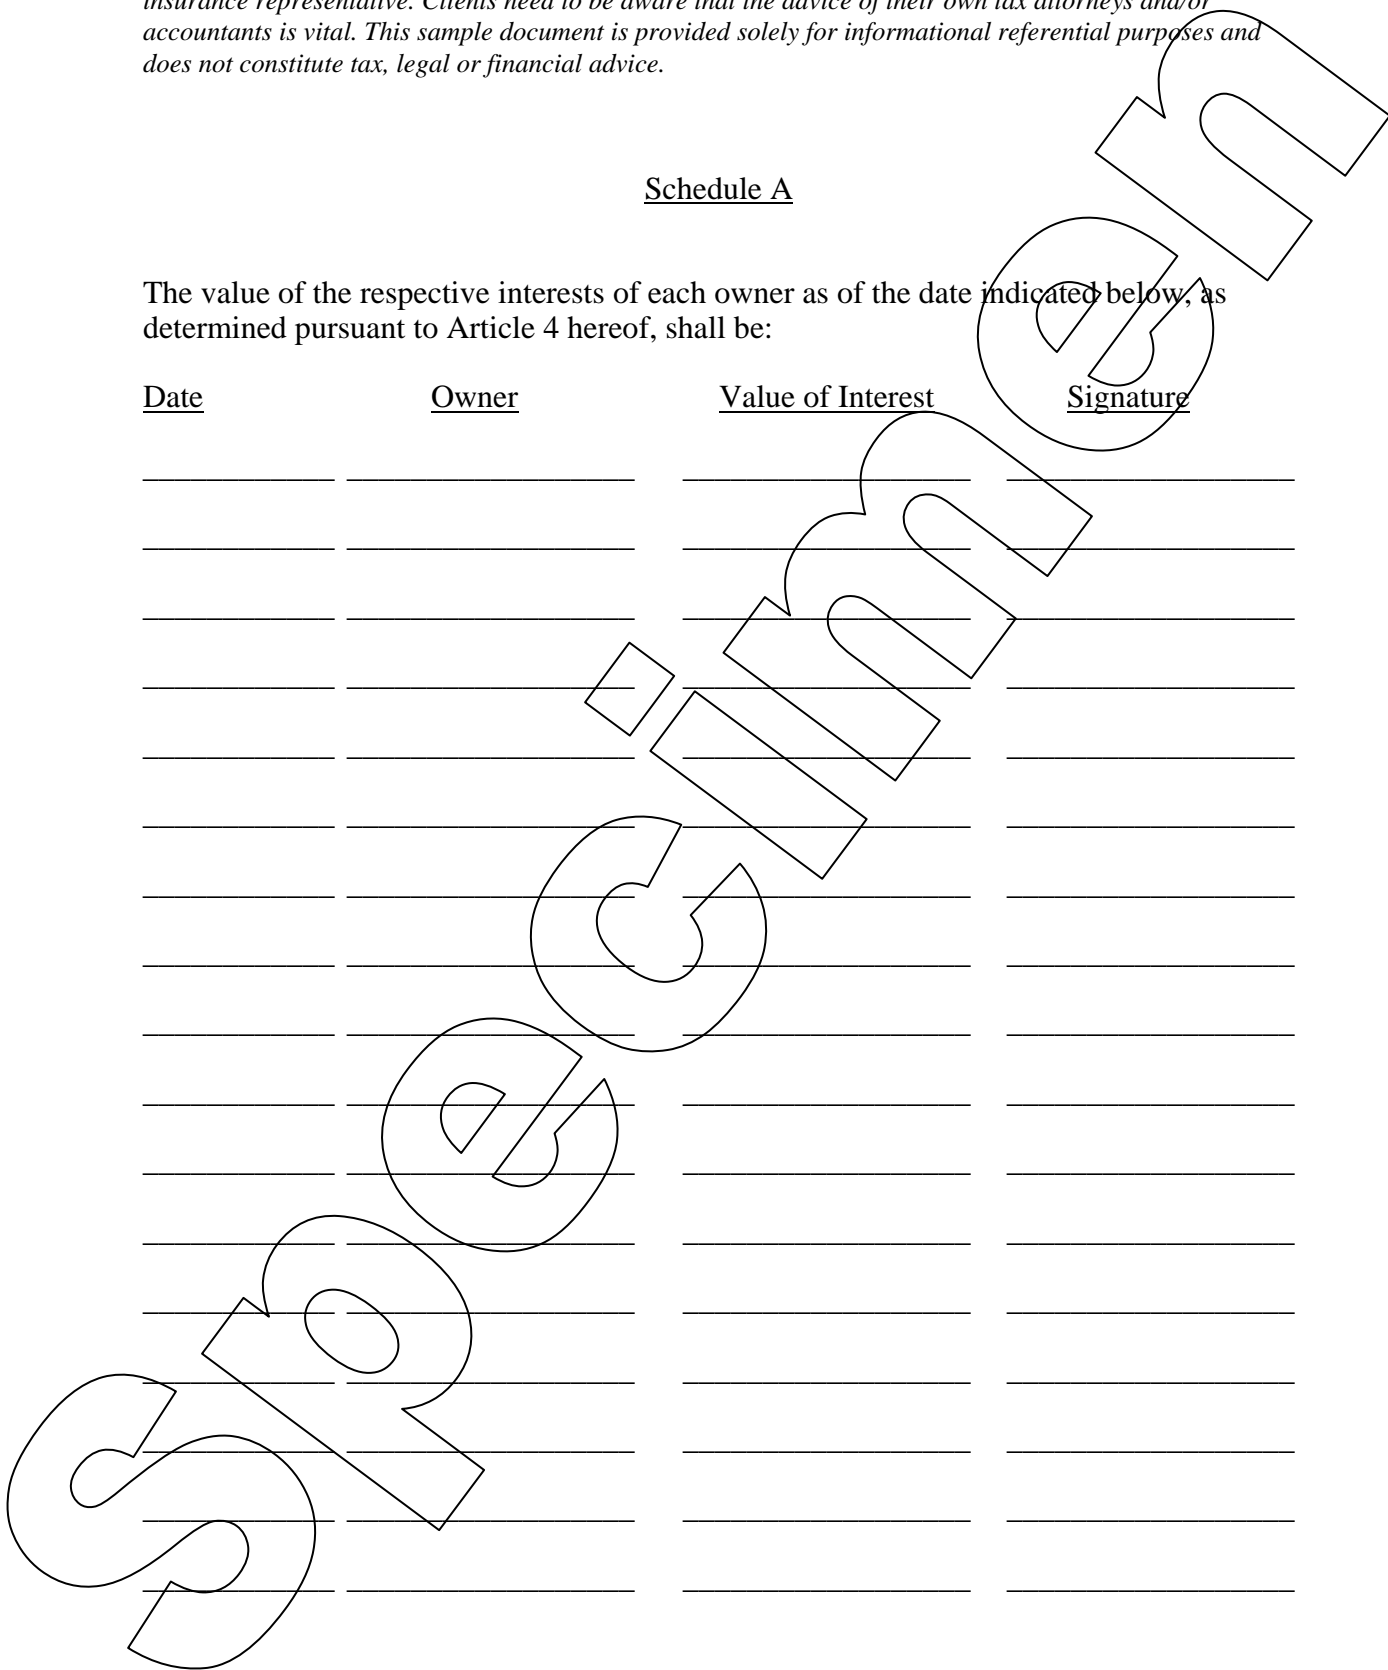 insurance representative. Clients need to be aware that the advice of their own tax attorneys and/or
accountants is vital. This sample document is provided solely for informational referential purposes and
does not constitute tax, legal or financial advice.
Schedule A
The value of the respective interests of each owner as of the date indicated below, as
determined pursuant to Article 4 hereof, shall be:
Date Owner Value of Interest Signature
Specimen